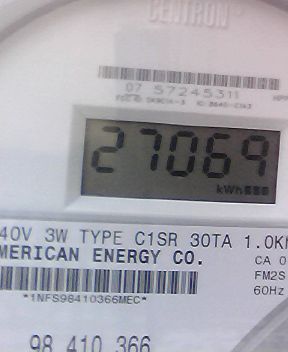 CENTRON
07 57245311
27069
kWh
40V 3W TYPE C1SR 30TA 1.0K
MERICAN ENERGY CO.
CA 0
FM2S
60Hz
*1NFS98410366MEC*
98 410 366